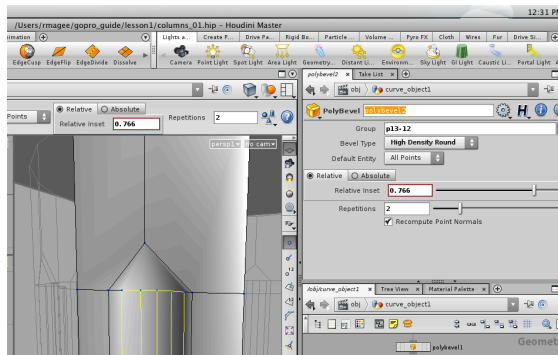 12:31 PM
/Users/rmagee/gopro_guide/lesson1/columns_01.hip - Houdini Master
Lights a... Create P... Drive Pa... Rigid Bo... Particle ... Volume ... Pyro FX Cloth Wires Fur Drive Si...
EdgeCusp EdgeFlip EdgeDivide Dissolve Camera Point Light Spot Light Area Light Geometry... Distant Li... Environm... Sky Light GI Light Caustic Li... Portal Light
polybevel2 Take List
obj curve_object1
Points Relative Absolute
Relative Inset 0.766 Repetitions 2
PolyBevel polybevel2
Group p13-12
Bevel Type High Density Round
Default Entity All Points
Relative Absolute
Relative Inset 0.766
Repetitions 2
Recompute Point Normals
persp1 no cam
/obj/curve_object1 Tree View Material Palette
obj curve_object1
polybevel1
Geomet